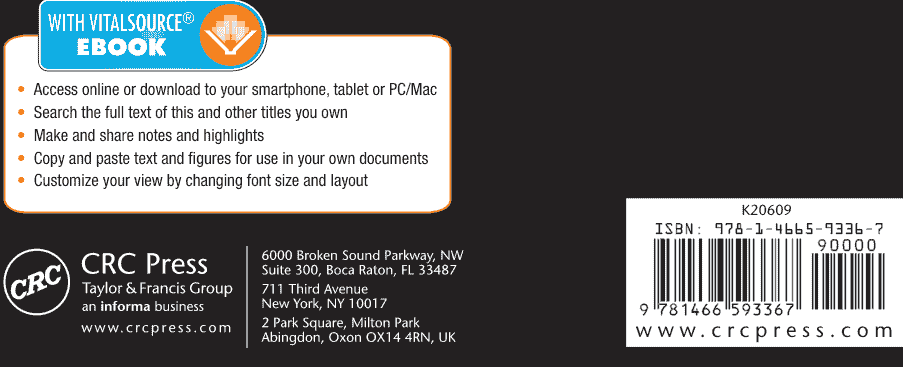 WITH VITALSOURCE®
EBOOK
• Access online or download to your smartphone, tablet or PC/Mac
• Search the full text of this and other titles you own
• Make and share notes and highlights
• Copy and paste text and figures for use in your own documents
• Customize your view by changing font size and layout
CRC
CRC Press
Taylor & Francis Group
an informa business
www.crcpress.com
6000 Broken Sound Parkway, NW
Suite 300, Boca Raton, FL 33487
711 Third Avenue
New York, NY 10017
2 Park Square, Milton Park
Abingdon, Oxon OX14 4RN, UK
K20609
ISBN: 978-1-4665-9336-7
90000
9 781466 593367
www.crcpress.com